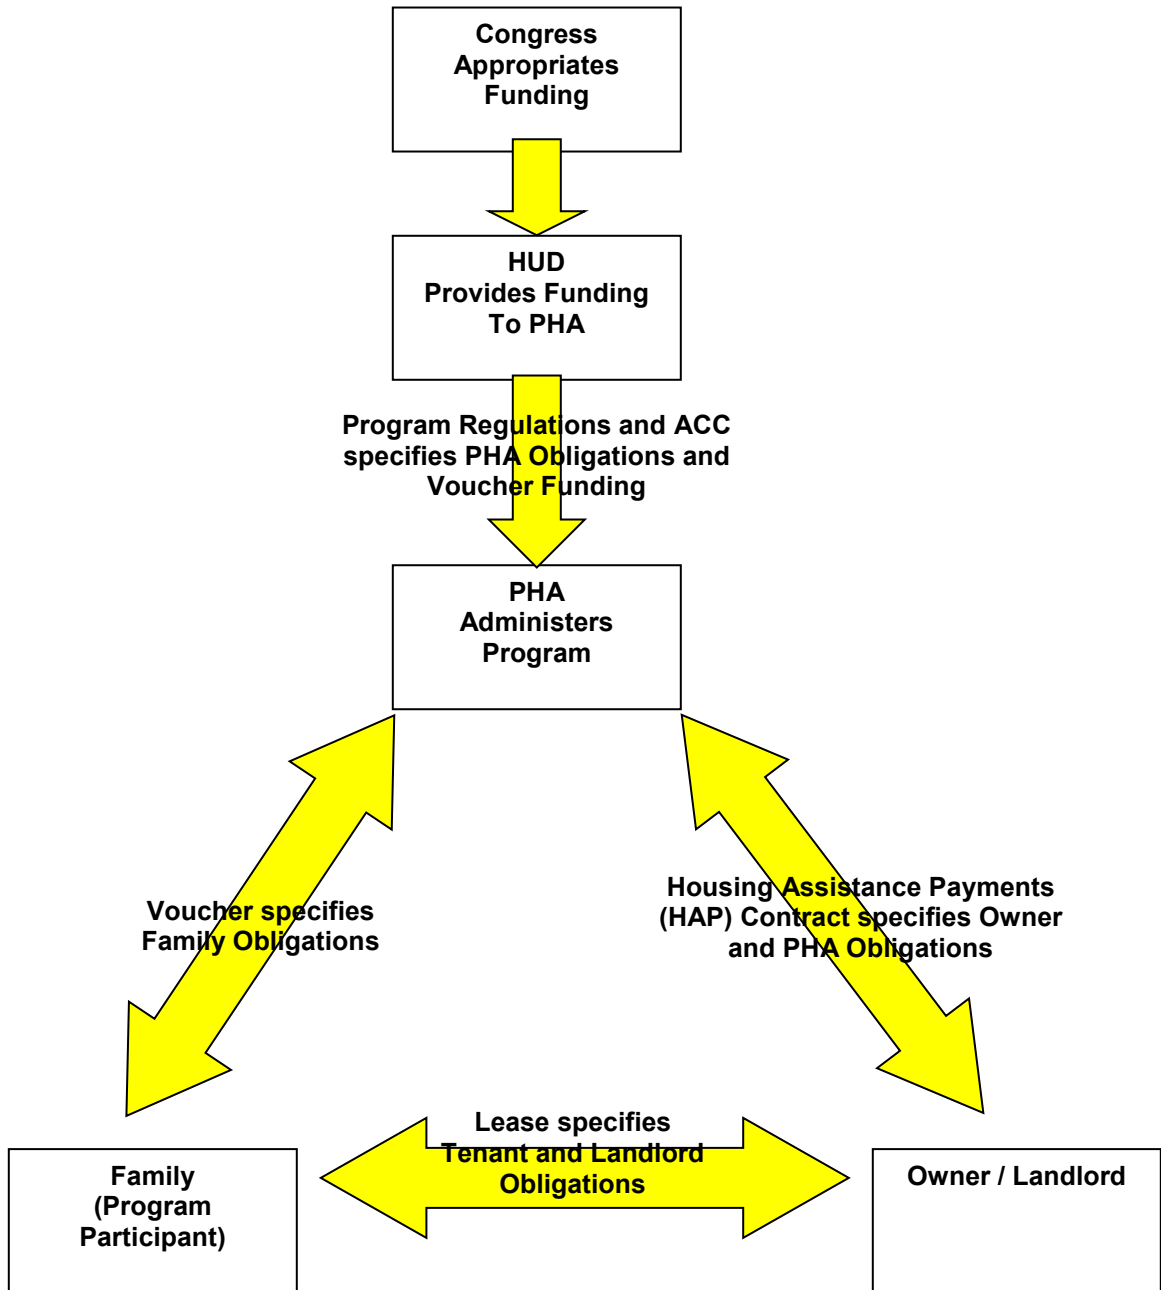 Congress
Appropriates
Funding
HUD
Provides Funding
To PHA
Program Regulations and ACC
specifies PHA Obligations and
Voucher Funding
PHA
Administers
Program
Voucher specifies
Family Obligations
Housing Assistance Payments
(HAP) Contract specifies Owner
and PHA Obligations
Lease specifies
Tenant and Landlord
Obligations
Family
(Program
Participant)
Owner / Landlord